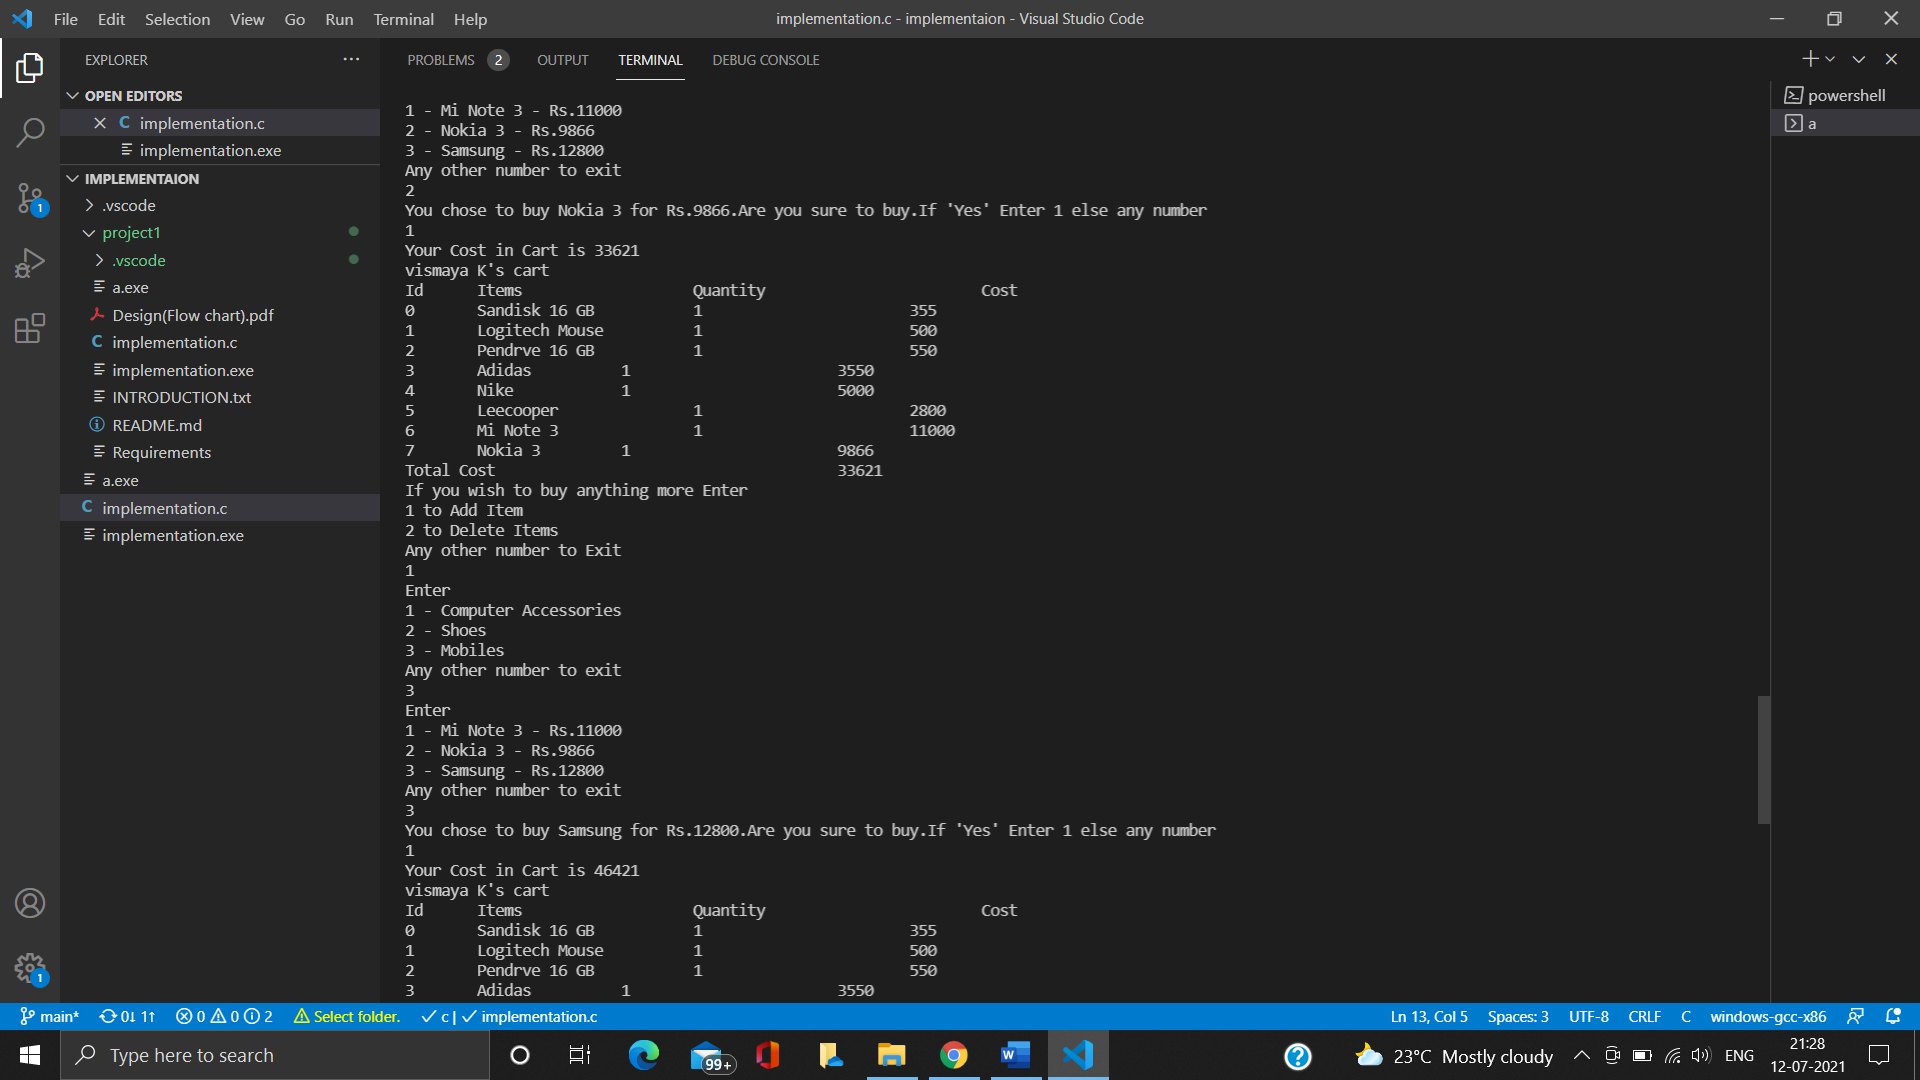 File Edit Selection View Go Run Terminal Help
implementation.c - implementaion - Visual Studio Code
EXPLORER
OPEN EDITORS
implementation.c
implementation.exe
IMPLEMENTAION
.vscode
project1
.vscode
a.exe
Design(Flow chart).pdf
implementation.c
implementation.exe
INTRODUCTION.txt
README.md
Requirements
a.exe
implementation.c
implementation.exe
1
1
PROBLEMS 2 OUTPUT TERMINAL DEBUG CONSOLE
1 - Mi Note 3 - Rs.11000
2 - Nokia 3 - Rs.9866
3 - Samsung - Rs.12800
Any other number to exit
2
You chose to buy Nokia 3 for Rs.9866.Are you sure to buy.If 'Yes' Enter 1 else any number
1
Your Cost in Cart is 33621
vismaya K's cart
Id Items Quantity Cost
0 Sandisk 16 GB 1 355
1 Logitech Mouse 1 500
2 Pendrve 16 GB 1 550
3 Adidas 1 3550
4 Nike 1 5000
5 Leecooper 1 2800
6 Mi Note 3 1 11000
7 Nokia 3 1 9866
Total Cost 33621
If you wish to buy anything more Enter
1 to Add Item
2 to Delete Items
Any other number to Exit
1
Enter
1 - Computer Accessories
2 - Shoes
3 - Mobiles
Any other number to exit
3
Enter
1 - Mi Note 3 - Rs.11000
2 - Nokia 3 - Rs.9866
3 - Samsung - Rs.12800
Any other number to exit
3
You chose to buy Samsung for Rs.12800.Are you sure to buy.If 'Yes' Enter 1 else any number
1
Your Cost in Cart is 46421
vismaya K's cart
Id Items Quantity Cost
0 Sandisk 16 GB 1 355
1 Logitech Mouse 1 500
2 Pendrve 16 GB 1 550
3 Adidas 1 3550
powershell
a
main* 0↓ 1↑ 0 0 2 Select folder. c | implementation.c
Ln 13, Col 5 Spaces: 3 UTF-8 CRLF C windows-gcc-x86
Type here to search
99+
23°C Mostly cloudy
ENG
21:28
12-07-2021